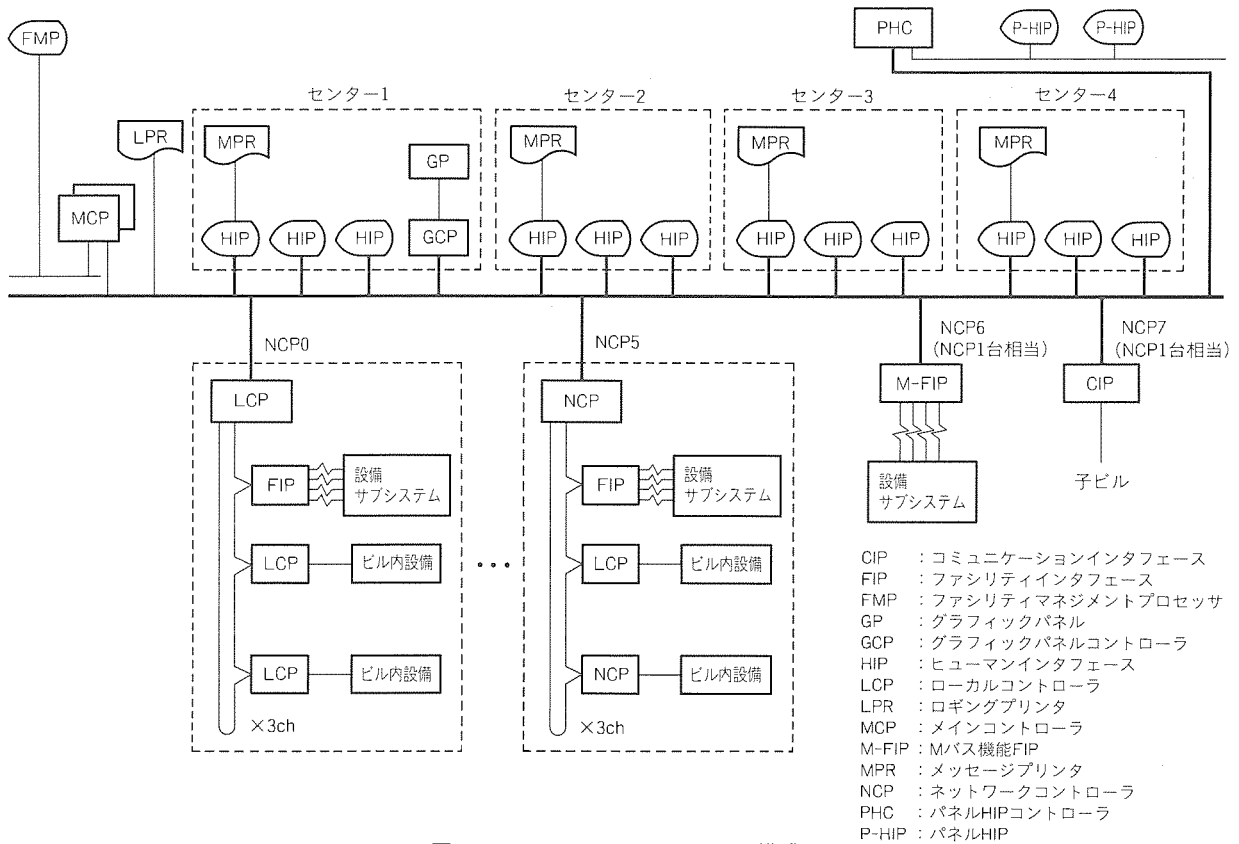 FMP
PHC
P-HIP
P-HIP
センター1
センター2
センター3
センター4
LPR
MPR
GP
MPR
MPR
MPR
MCP
HIP
HIP
HIP
GCP
HIP
HIP
HIP
HIP
HIP
HIP
HIP
HIP
HIP
NCP0
NCP5
NCP6
(NCP1台相当)
NCP7
(NCP1台相当)
LCP
NCP
M-FIP
CIP
FIP
設備
サブシステム
FIP
設備
サブシステム
設備
サブシステム
子ビル
LCP
ビル内設備
・・・
LCP
ビル内設備
LCP
ビル内設備
NCP
ビル内設備
×3ch
×3ch
CIP :コミュニケーションインタフェース
FIP :ファシリティインタフェース
FMP :ファシリティマネジメントプロセッサ
GP :グラフィックパネル
GCP :グラフィックパネルコントローラ
HIP :ヒューマンインタフェース
LCP :ローカルコントローラ
LPR :ロギングプリンタ
MCP :メインコントローラ
M-FIP :Mバス機能FIP
MPR :メッセージプリンタ
NCP :ネットワークコントローラ
PHC :パネルHIPコントローラ
P-HIP :パネルHIP